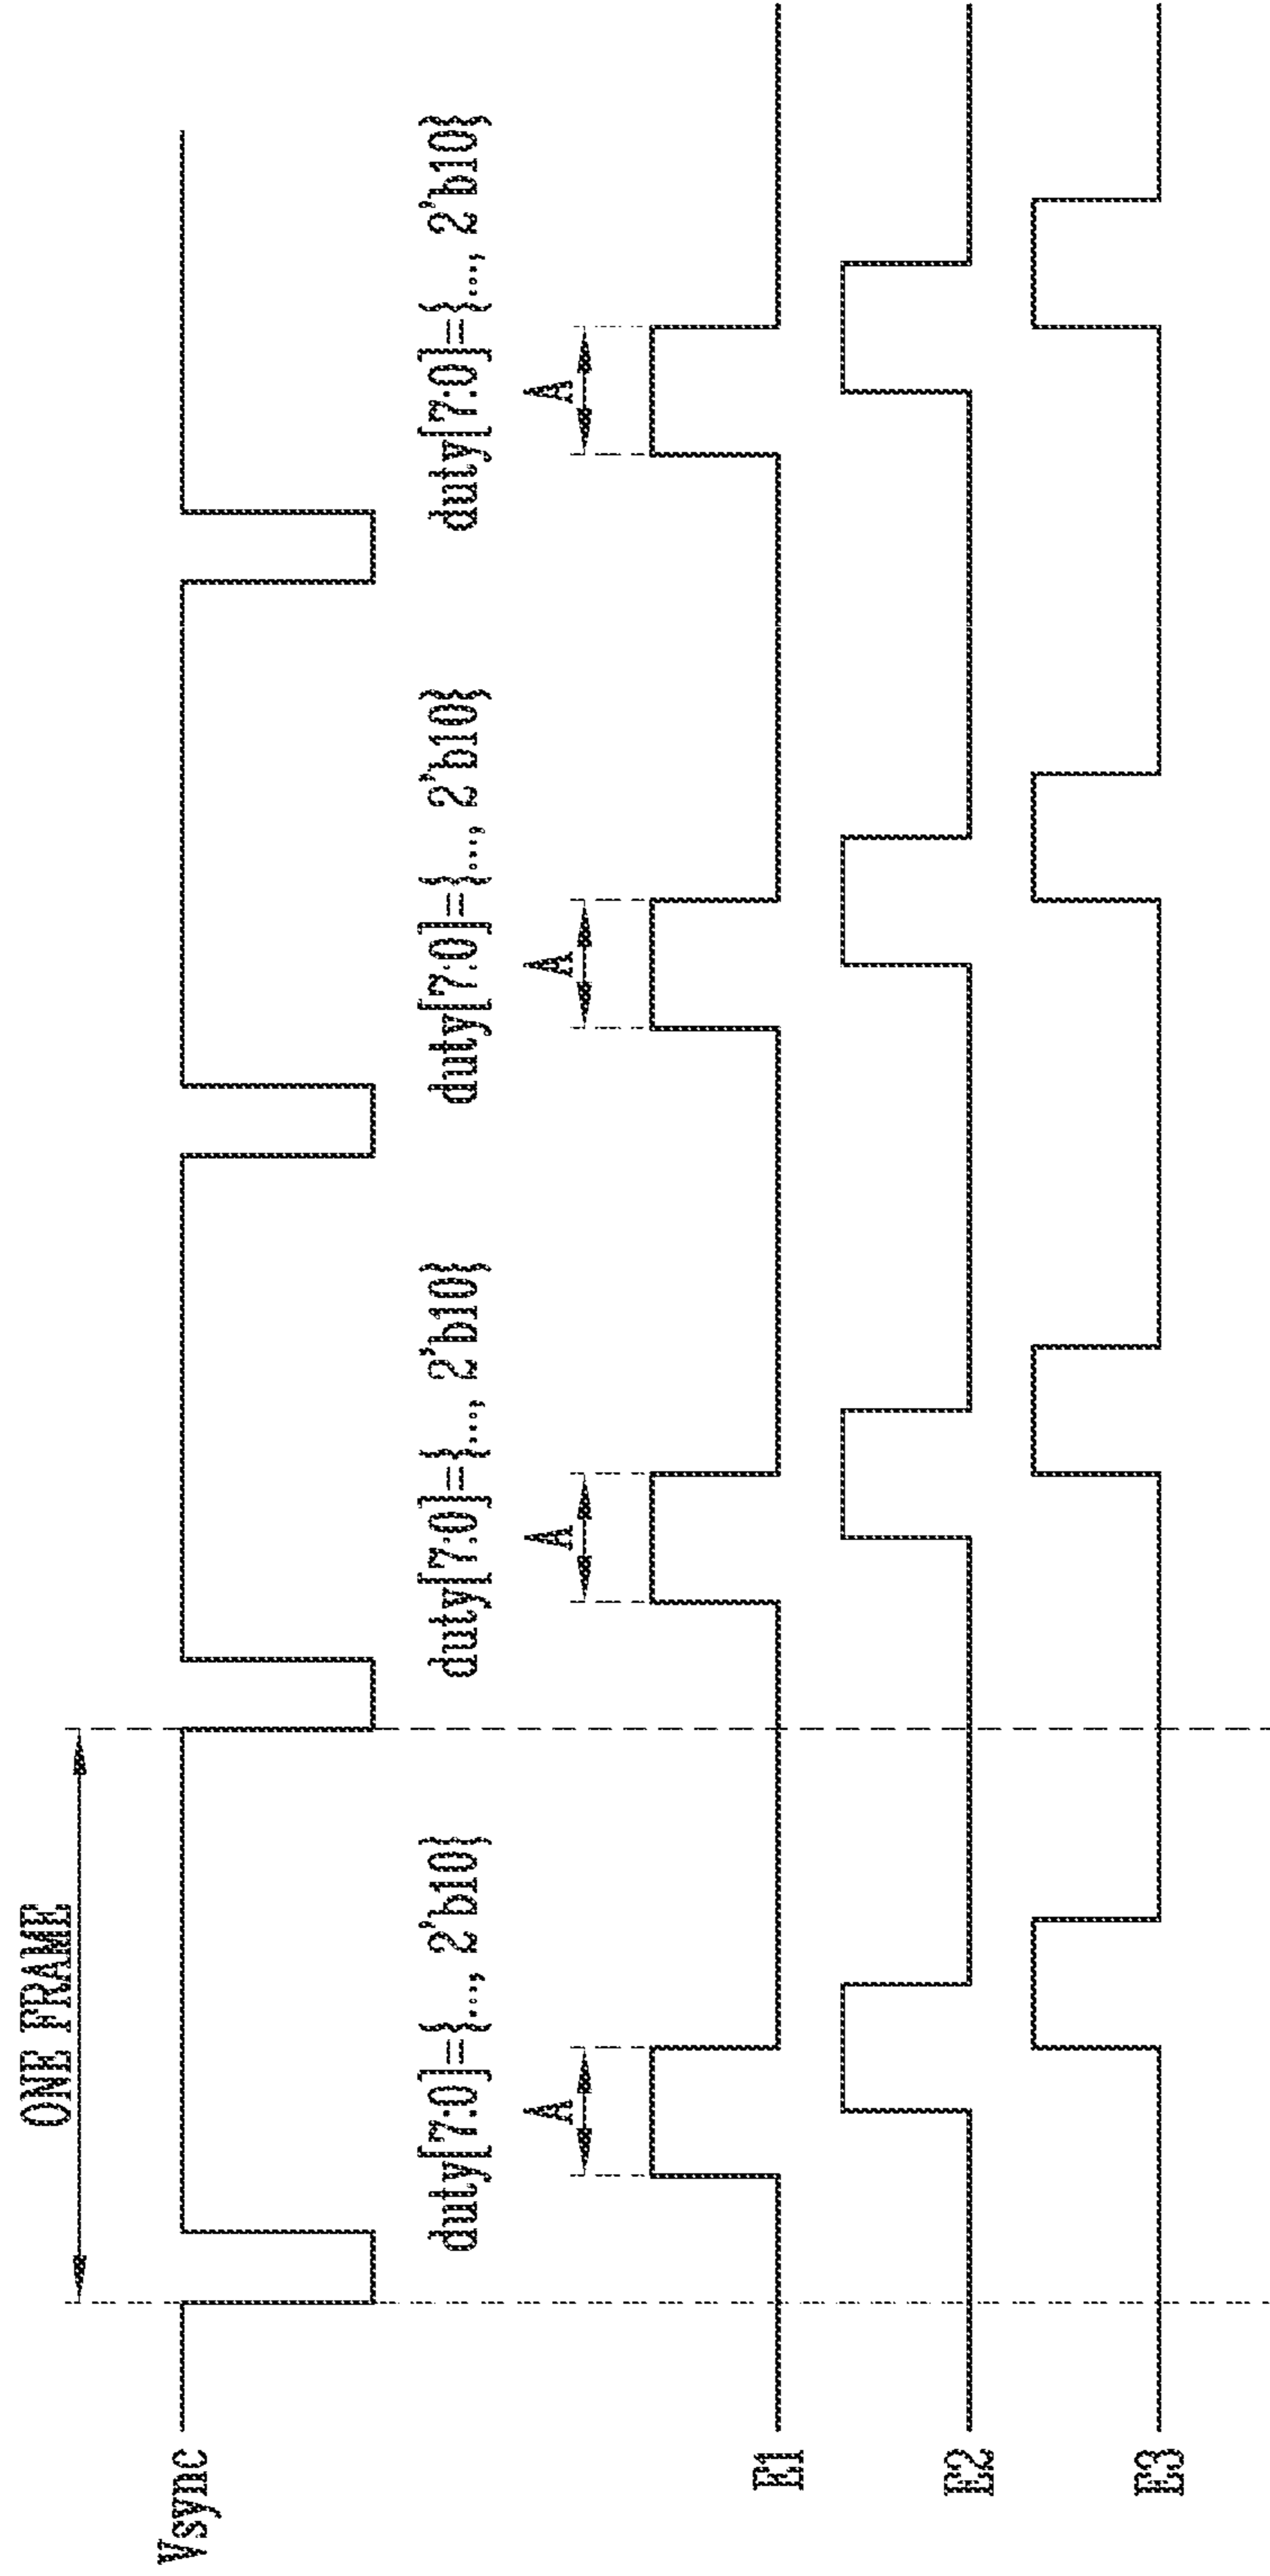 ONE FRAME
Vsync
duty[7:0]={..., 2'b10}
duty[7:0]={..., 2'b10}
duty[7:0]={..., 2'b10}
duty[7:0]={..., 2'b10}
A
A
A
A
E1
E2
E3